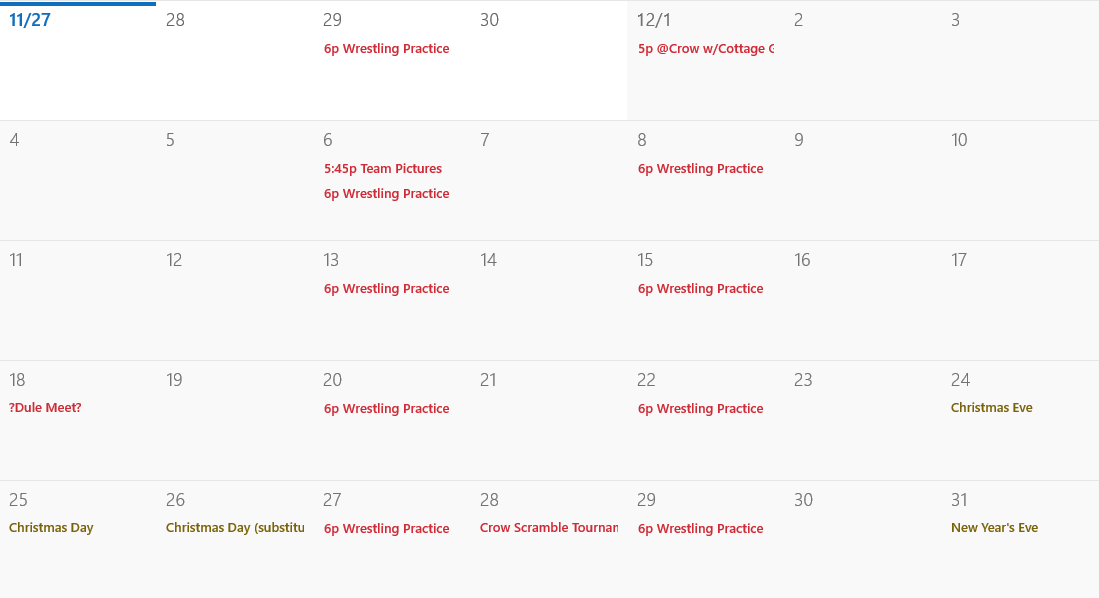 11/27 28 29 30 12/1 2 3
6p Wrestling Practice 5p @Crow w/Cottage
4 5 6 7 8 9 10
5:45p Team Pictures 6p Wrestling Practice
6p Wrestling Practice
11 12 13 14 15 16 17
6p Wrestling Practice 6p Wrestling Practice
18 19 20 21 22 23 24
?Dule Meet? 6p Wrestling Practice 6p Wrestling Practice Christmas Eve
25 26 27 28 29 30 31
Christmas Day Christmas Day (substitu 6p Wrestling Practice Crow Scramble Tournan 6p Wrestling Practice New Year's Eve